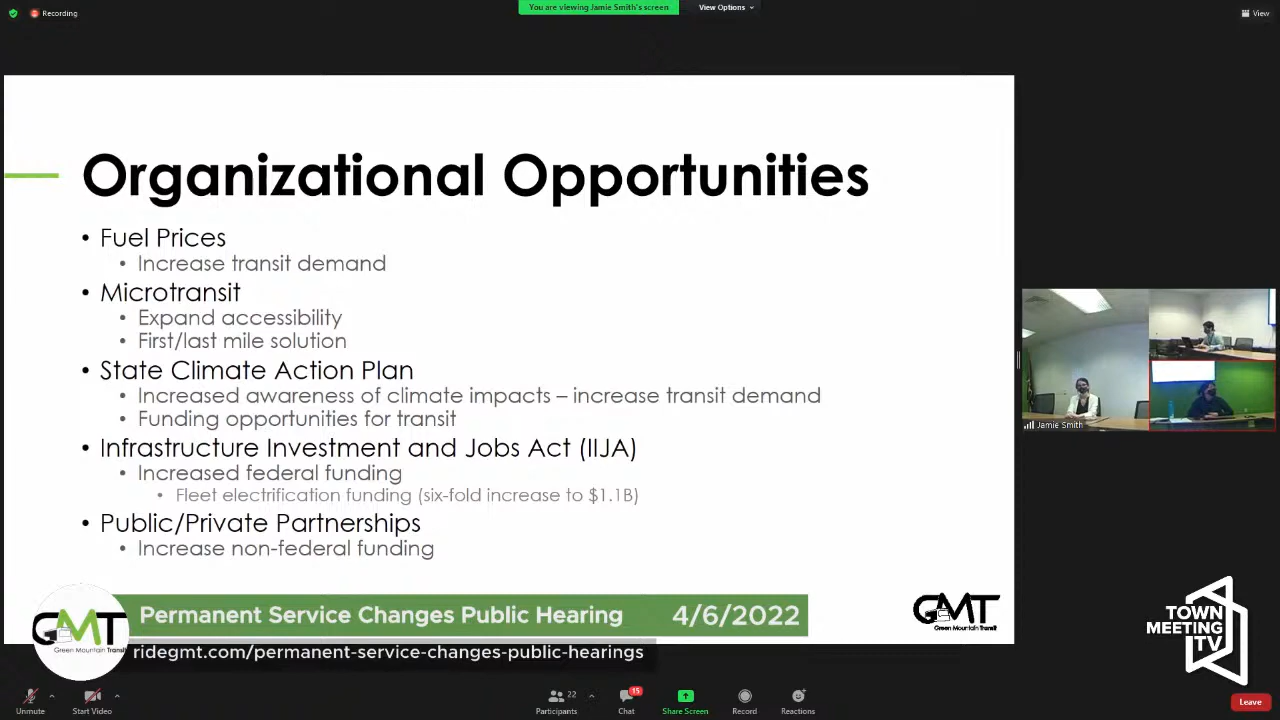 Recording
You are viewing Jamie Smith's screen
View Options
View
Organizational Opportunities
• Fuel Prices
• Increase transit demand
• Microtransit
• Expand accessibility
• First/last mile solution
• State Climate Action Plan
• Increased awareness of climate impacts – increase transit demand
• Funding opportunities for transit
• Infrastructure Investment and Jobs Act (IIJA)
• Increased federal funding
• Fleet electrification funding (six-fold increase to $1.1B)
• Public/Private Partnerships
• Increase non-federal funding
Jamie Smith
GMT
Green Mountain Transit
Permanent Service Changes Public Hearing 4/6/2022
ridegmt.com/permanent-service-changes-public-hearings
GMT
Green Mountain Transit
TOWN
MEETING
TV
Unmute
Start Video
22
Participants
15
Chat
Share Screen
Record
Reactions
Leave